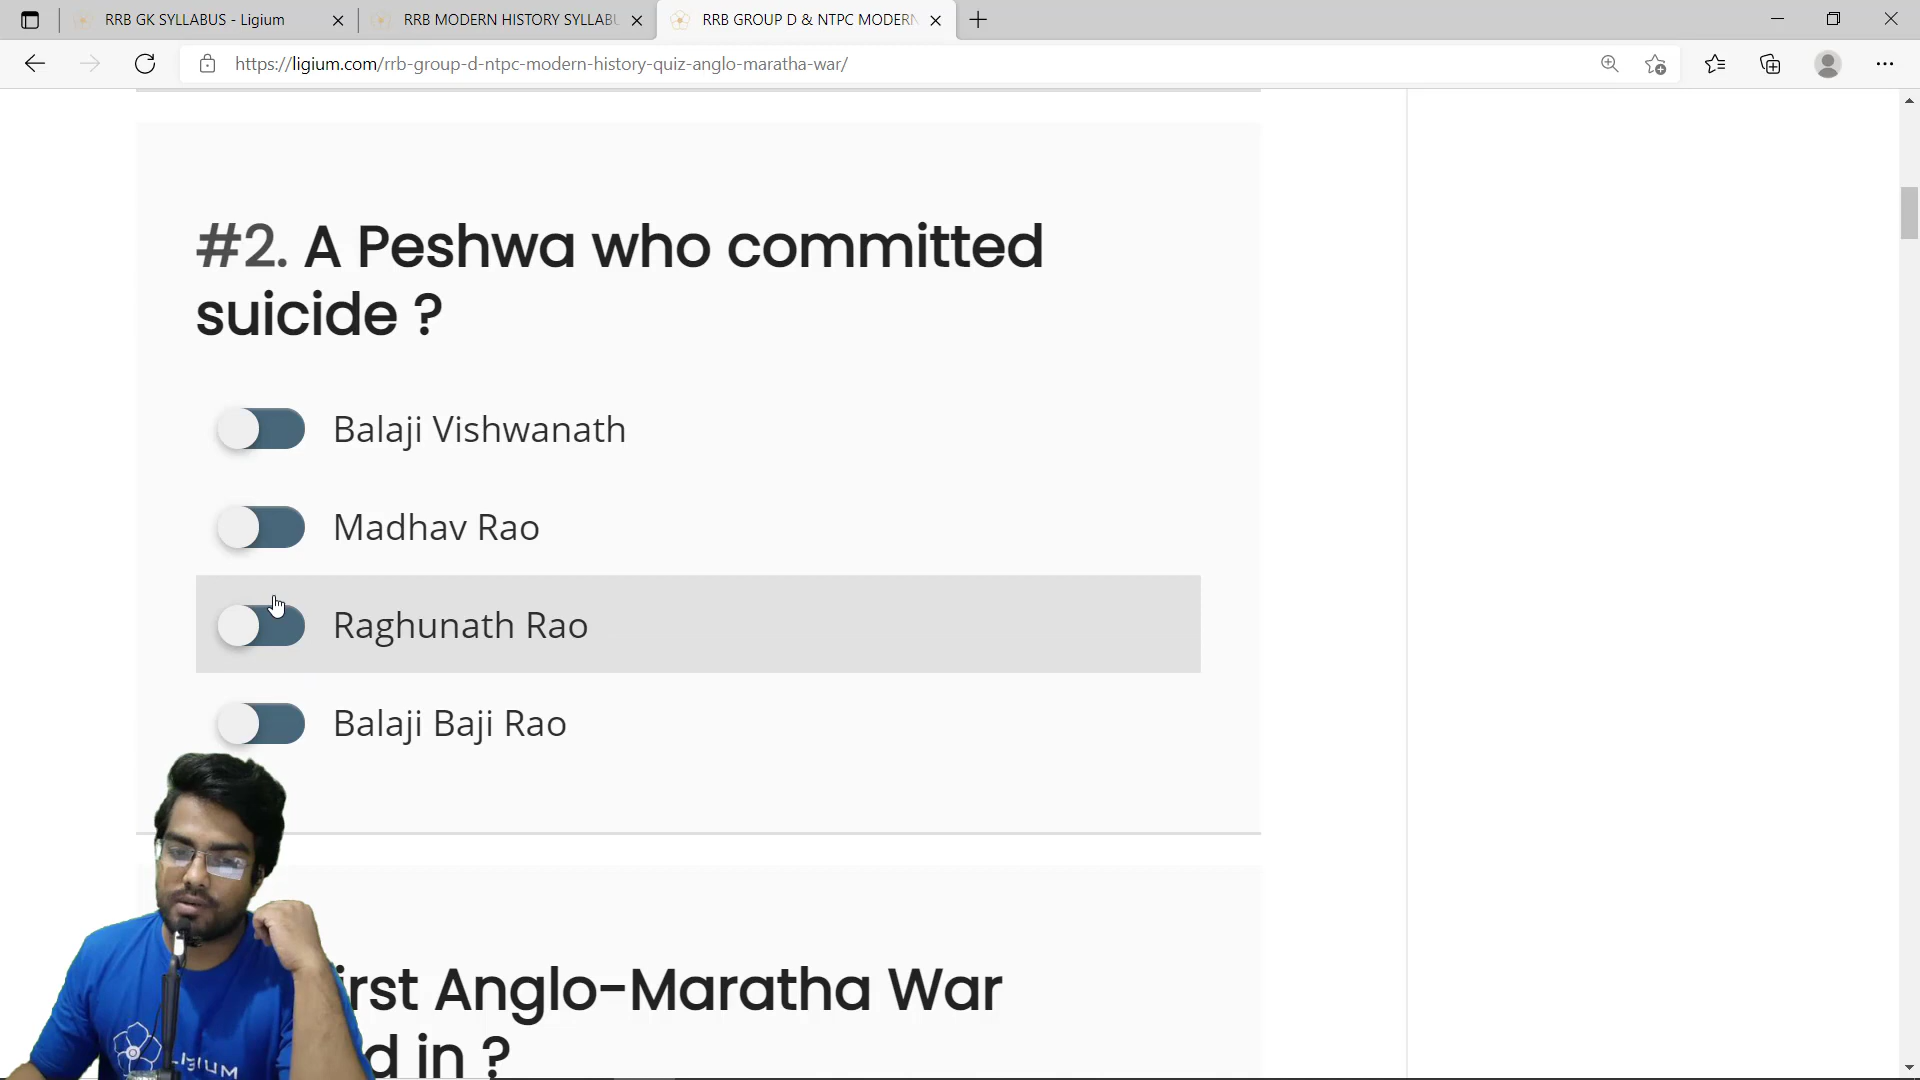 RRB GK SYLLABUS - Ligium
RRB MODERN HISTORY SYLLABU
RRB GROUP D & NTPC MODERN
https://ligium.com/rrb-group-d-ntpc-modern-history-quiz-anglo-maratha-war/
#2. A Peshwa who committed
suicide ?
Balaji Vishwanath
Madhav Rao
Raghunath Rao
Balaji Baji Rao
irst Anglo-Maratha War
d in ?
LIGIUM